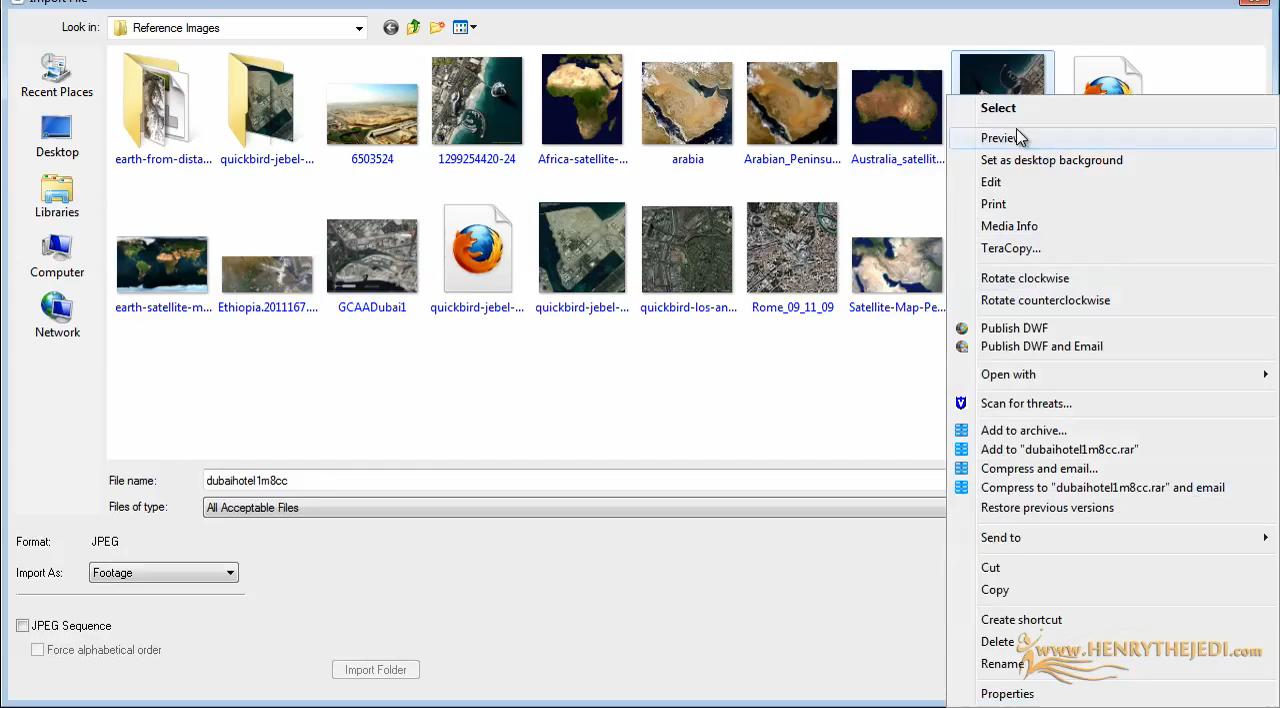 Import File
Look in:
Reference Images
Recent Places
Desktop
Libraries
Computer
Network
earth-from-dista...
quickbird-jebel-...
6503524
1299254420-24
Africa-satellite-...
arabia
Arabian_Peninsu...
Australia_satellit...
earth-satellite-m...
Ethiopia.2011167....
GCAADubai1
quickbird-jebel-...
quickbird-jebel-...
quickbird-los-an...
Rome_09_11_09
Satellite-Map-Pe...
File name:
dubaihotel1m8cc
Files of type:
All Acceptable Files
Format:
JPEG
Import As:
Footage
JPEG Sequence
Force alphabetical order
Import Folder
Select
Preview
Set as desktop background
Edit
Print
Media Info
TeraCopy...
Rotate clockwise
Rotate counterclockwise
Publish DWF
Publish DWF and Email
Open with
Scan for threats...
Add to archive...
Add to "dubaihotel1m8cc.rar"
Compress and email...
Compress to "dubaihotel1m8cc.rar" and email
Restore previous versions
Send to
Cut
Copy
Create shortcut
Delete
Rename
Properties
www.HENRYTHEJEDI.com